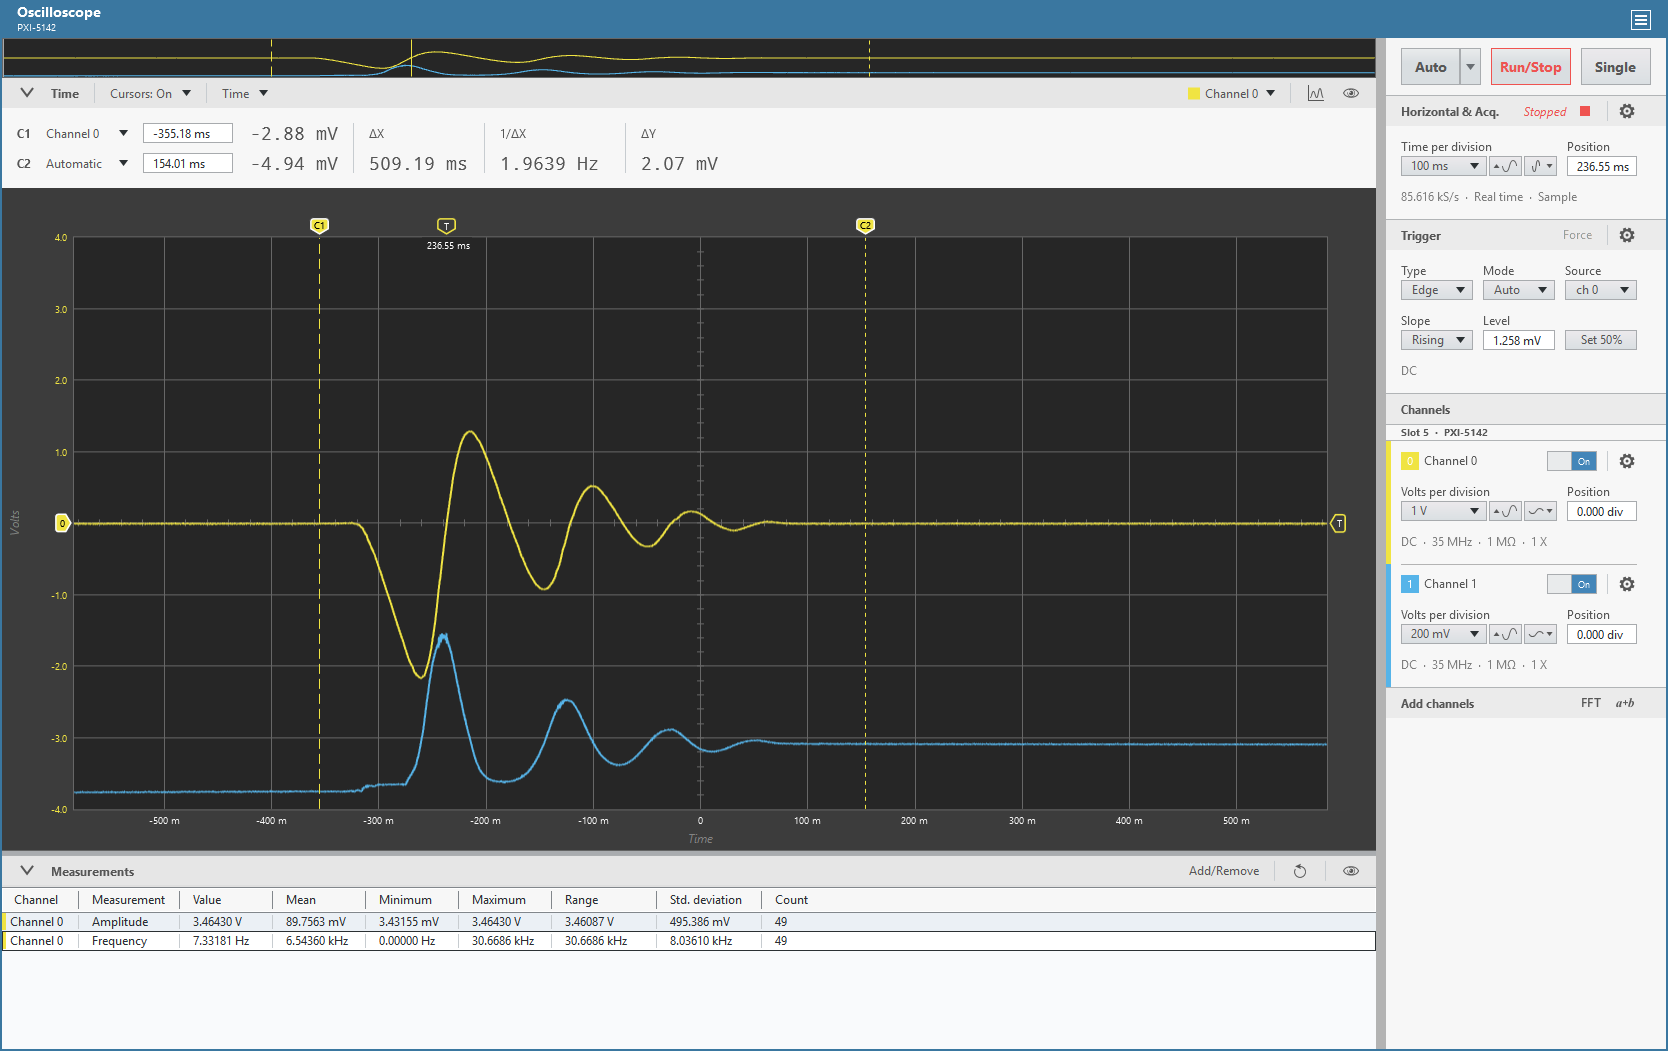 Oscilloscope
PXI-5142
Time Cursors: On Time Channel 0
C1 Channel 0 -355.18 ms -2.88 mV ΔX 1/ΔX ΔY
C2 Automatic 154.01 ms -4.94 mV 509.19 ms 1.9639 Hz 2.07 mV
C1 T C2
236.55 ms
4.0
3.0
2.0
1.0
0 T
-1.0
-2.0
-3.0
-4.0
Volts
-500 m -400 m -300 m -200 m -100 m 0 100 m 200 m 300 m 400 m 500 m
Time
Measurements Add/Remove
Channel Measurement Value Mean Minimum Maximum Range Std. deviation Count
Channel 0 Amplitude 3.46430 V 89.7563 mV 3.43155 mV 3.46430 V 3.46087 V 495.386 mV 49
Channel 0 Frequency 7.33181 Hz 6.54360 kHz 0.00000 Hz 30.6686 kHz 30.6686 kHz 8.03610 kHz 49
Auto Run/Stop Single
Horizontal & Acq. Stopped
Time per division Position
100 ms 236.55 ms
85.616 kS/s · Real time · Sample
Trigger Force
Type Mode Source
Edge Auto ch 0
Slope Level
Rising 1.258 mV Set 50%
DC
Channels
Slot 5 · PXI-5142
0 Channel 0 On
Volts per division Position
1 V 0.000 div
DC · 35 MHz · 1 MΩ · 1 X
1 Channel 1 On
Volts per division Position
200 mV 0.000 div
DC · 35 MHz · 1 MΩ · 1 X
Add channels FFT a+b